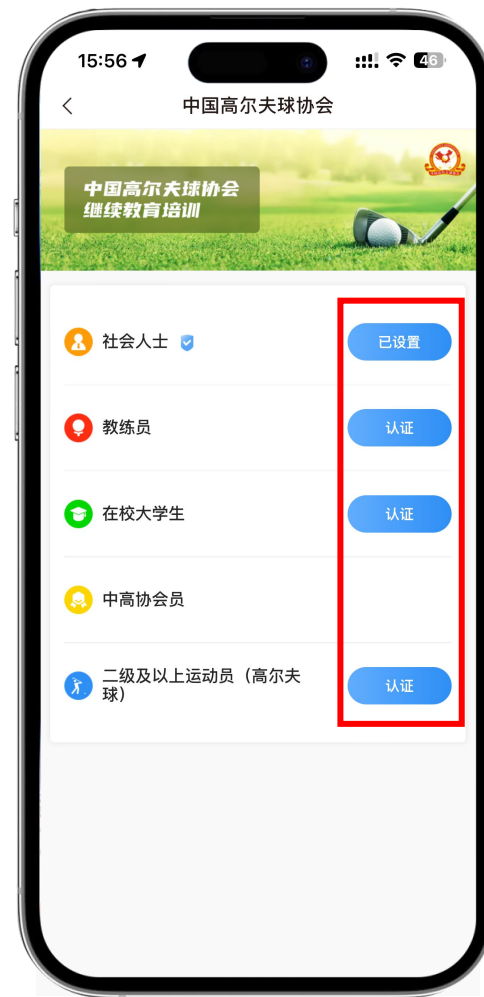 15:56
46
中国高尔夫球协会
中国高尔夫球协会
继续教育培训
社会人士
已设置
教练员
认证
在校大学生
认证
中高协会员
二级及以上运动员（高尔夫
球）
认证